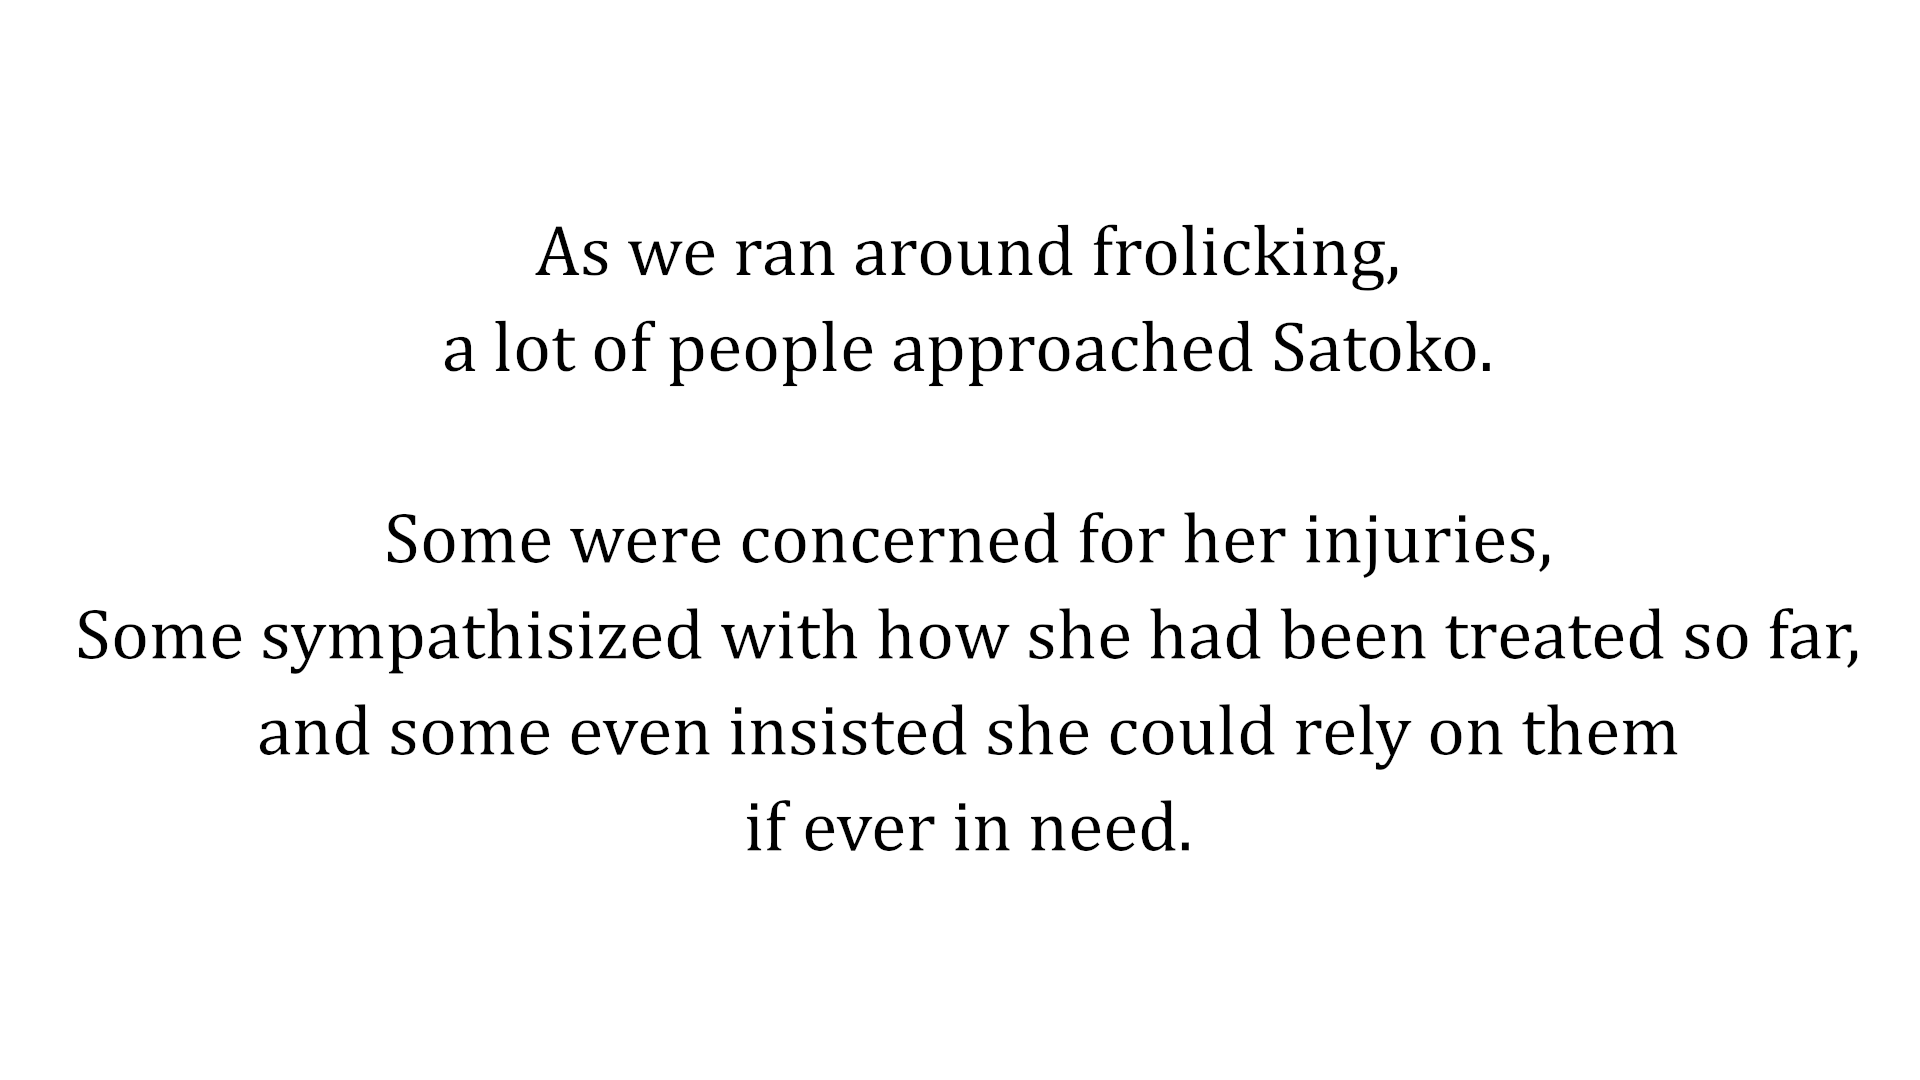 As we ran around frolicking,
a lot of people approached Satoko.
Some were concerned for her injuries,
Some sympathisized with how she had been treated so far,
and some even insisted she could rely on them
if ever in need.